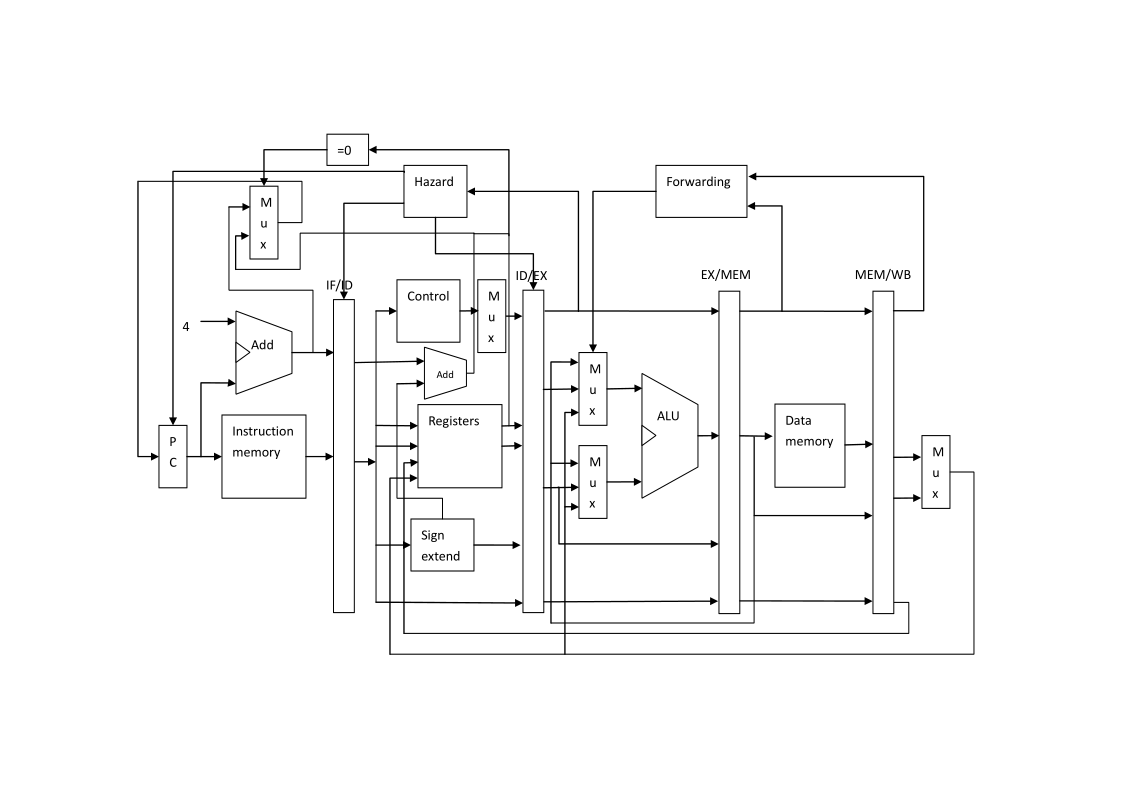 =0
Hazard
Forwarding
M
u
x
IF/ID
ID/EX
EX/MEM
MEM/WB
Control
M
u
x
4
Add
Add
M
u
x
ALU
Registers
Data
memory
P
C
Instruction
memory
M
u
x
M
u
x
Sign
extend